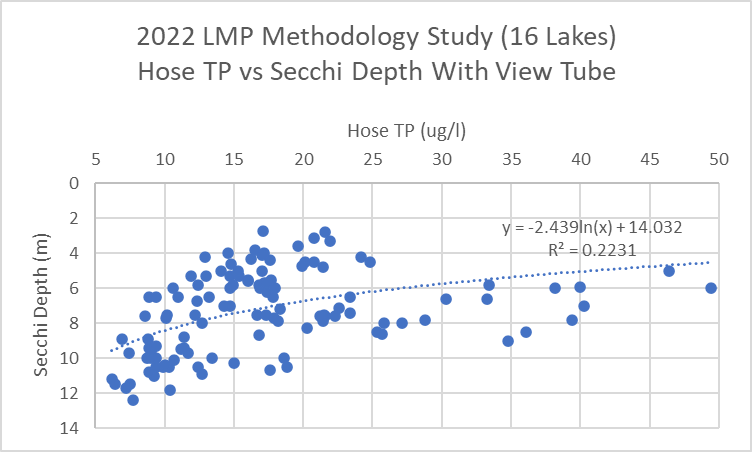 2022 LMP Methodology Study (16 Lakes)
Hose TP vs Secchi Depth With View Tube
Hose TP (ug/l)
5 10 15 20 25 30 35 40 45 50
0
2
4
6
8
10
12
14
Secchi Depth (m)
y = -2.439ln(x) + 14.032
R² = 0.2231